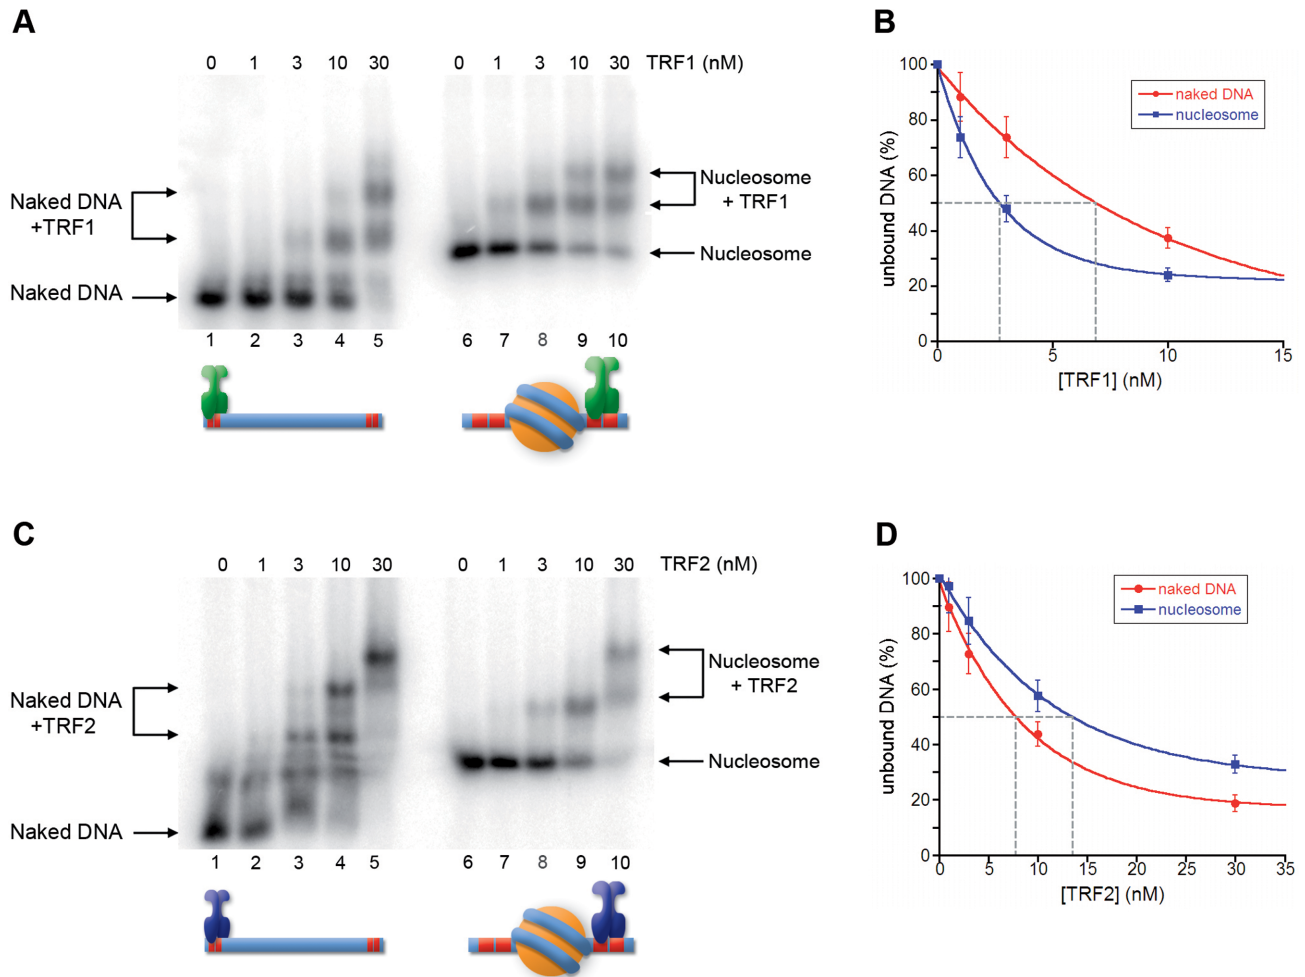 A
0 1 3 10 30
0 1 3 10 30 TRF1 (nM)
Naked DNA
+TRF1
Naked DNA
Nucleosome
+ TRF1
Nucleosome
1 2 3 4 5
6 7 8 9 10
B
100
80
60
40
20
0
unbound DNA (%)
naked DNA
nucleosome
0 5 10 15
[TRF1] (nM)
C
0 1 3 10 30
0 1 3 10 30 TRF2 (nM)
Naked DNA
+TRF2
Naked DNA
Nucleosome
+ TRF2
Nucleosome
1 2 3 4 5
6 7 8 9 10
D
100
80
60
40
20
0
unbound DNA (%)
naked DNA
nucleosome
0 5 10 15 20 25 30 35
[TRF2] (nM)